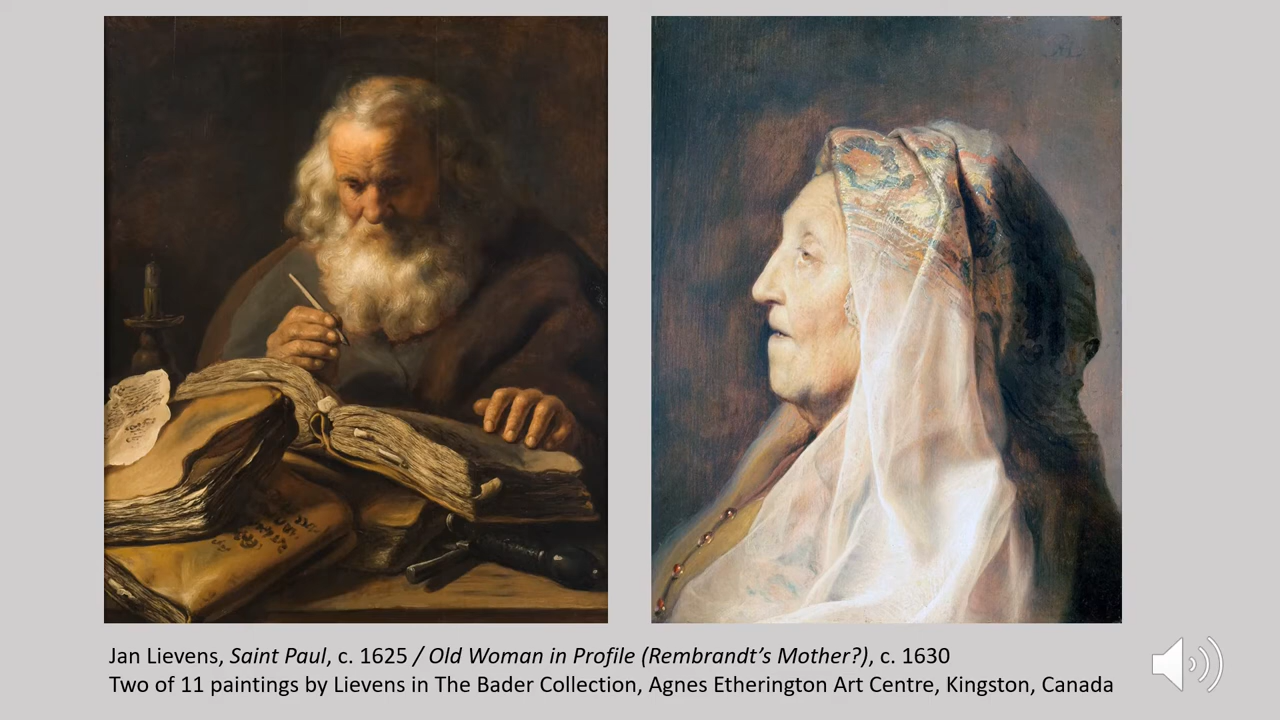 Jan Lievens, Saint Paul, c. 1625 / Old Woman in Profile (Rembrandt’s Mother?), c. 1630
Two of 11 paintings by Lievens in The Bader Collection, Agnes Etherington Art Centre, Kingston, Canada